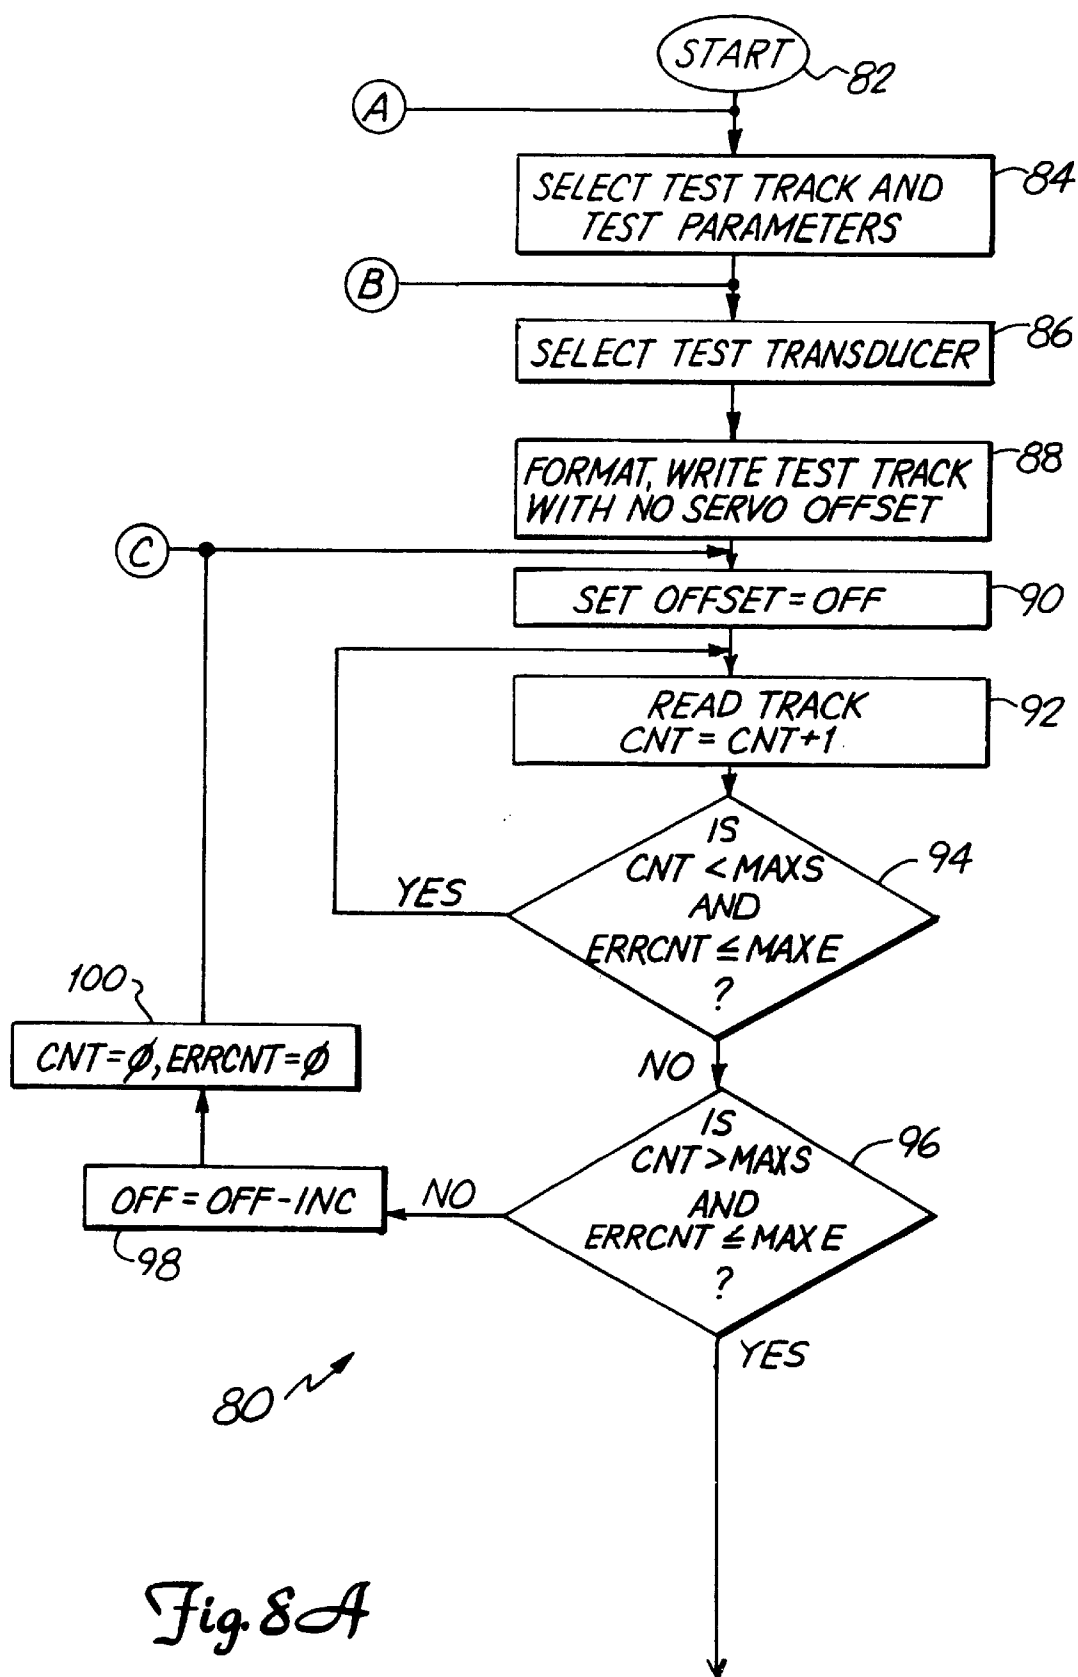 START
82
A
SELECT TEST TRACK AND
TEST PARAMETERS
84
B
SELECT TEST TRANSDUCER
86
FORMAT, WRITE TEST TRACK
WITH NO SERVO OFFSET
88
C
SET OFFSET = OFF
90
READ TRACK
CNT = CNT+1
92
IS
CNT < MAXS
AND
ERRCNT ≤ MAXE
?
94
YES
100
CNT=Ø, ERRCNT=Ø
NO
IS
CNT > MAXS
AND
ERRCNT ≤ MAXE
?
96
NO
OFF = OFF-INC
98
YES
80
Fig. 8A